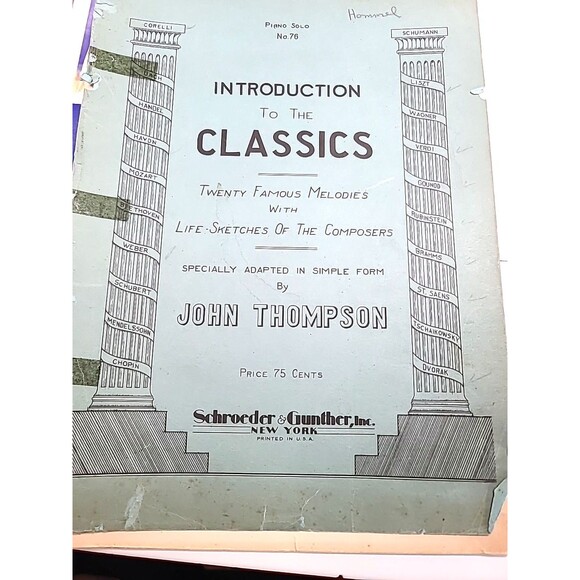 Hommel
PIANO SOLO
No. 76
INTRODUCTION
TO THE
CLASSICS
TWENTY FAMOUS MELODIES
WITH
LIFE-SKETCHES OF THE COMPOSERS
SPECIALLY ADAPTED IN SIMPLE FORM
By
JOHN THOMPSON
PRICE 75 CENTS
Schroeder & Gunther, Inc.
NEW YORK
PRINTED IN U.S.A.
CORELLI
BACH
HANDEL
HAYDN
MOZART
BEETHOVEN
WEBER
SCHUBERT
MENDELSSOHN
CHOPIN
SCHUMANN
LISZT
WAGNER
VERDI
GOUNOD
RUBINSTEIN
BRAHMS
ST SAENS
TSCHAIKOWSKY
DVORAK